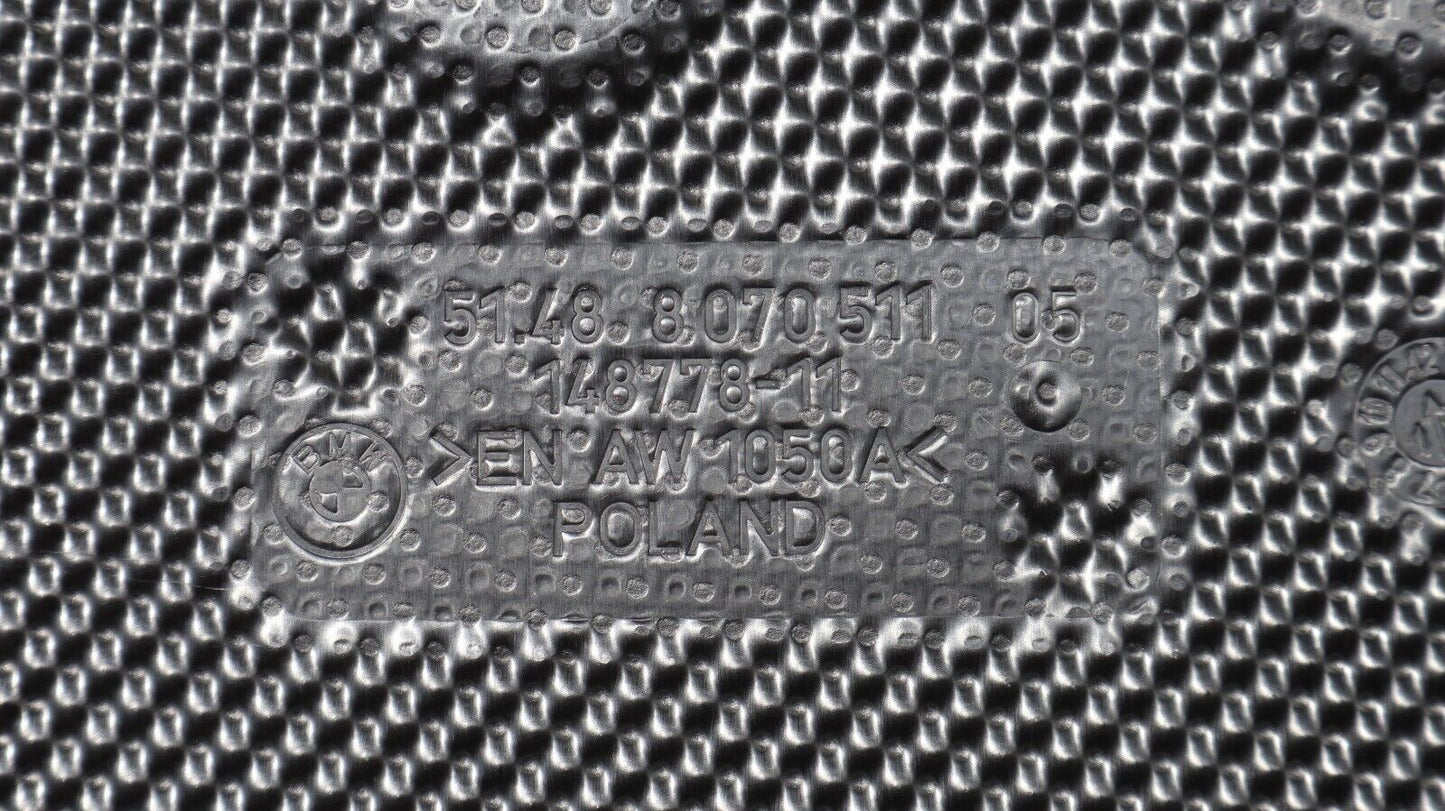 51.48. 8 070 511 05
148778-11
BMW
>EN AW 1050A<
POLAND